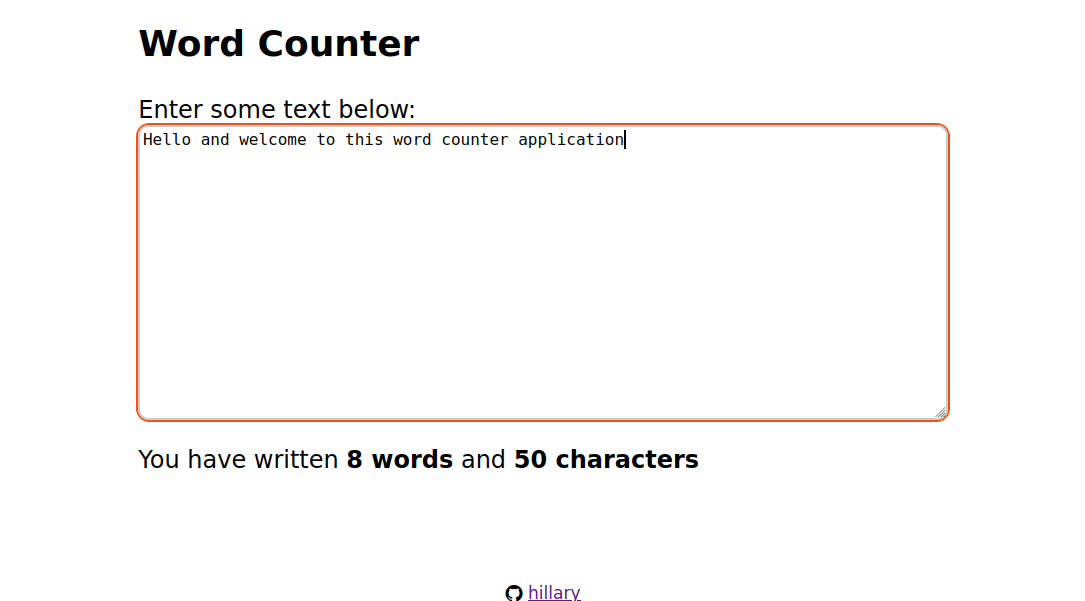 Word Counter
Enter some text below:
Hello and welcome to this word counter application
You have written 8 words and 50 characters
hillary